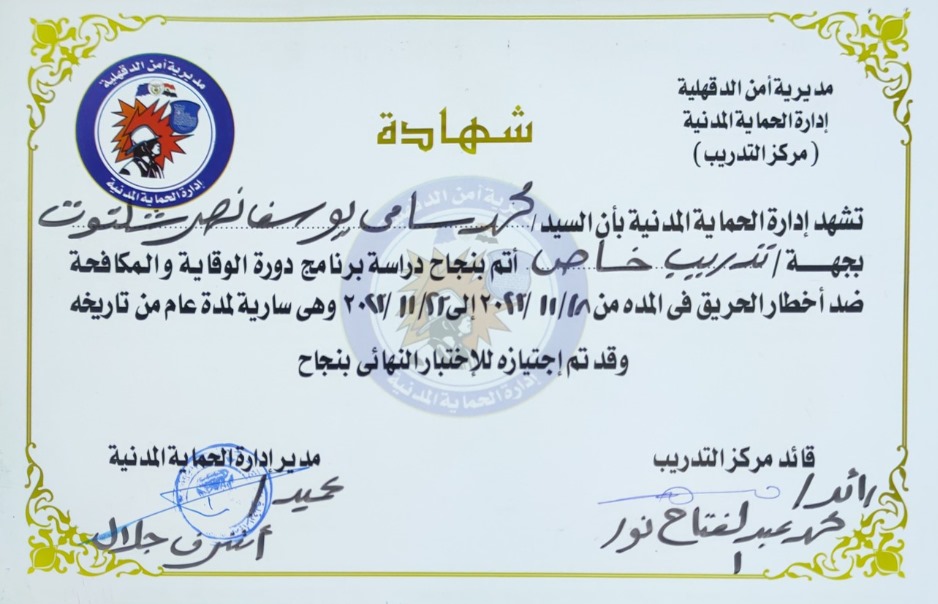 مديرية أمن الدقهلية
إدارة الحماية المدنية
(مركز التدريب)
مديرية أمن الدقهلية
إدارة الحماية المدنية
شهادة
تشهد إدارة الحماية المدنية بأن السيد / محمد سامى يوسف نصر شلتوت
بجهـــة / تدريب خاص أتم بنجاح دراسة برنامج دورة الوقاية والمكافحة
ضد أخطار الحريق فى المده من ١٨/ ١١ /٢٠٢٢ إلى ٢٢/ ١١ /٢٠٢٢ وهى سارية لمدة عام من تاريخه
وقد تم إجتيازه للإختبار النهائى بنجاح
قائد مركز التدريب
رائد /
محمد عبد الفتاح نور
مدير إدارة الحماية المدنية
عميد /
أشرف جلال